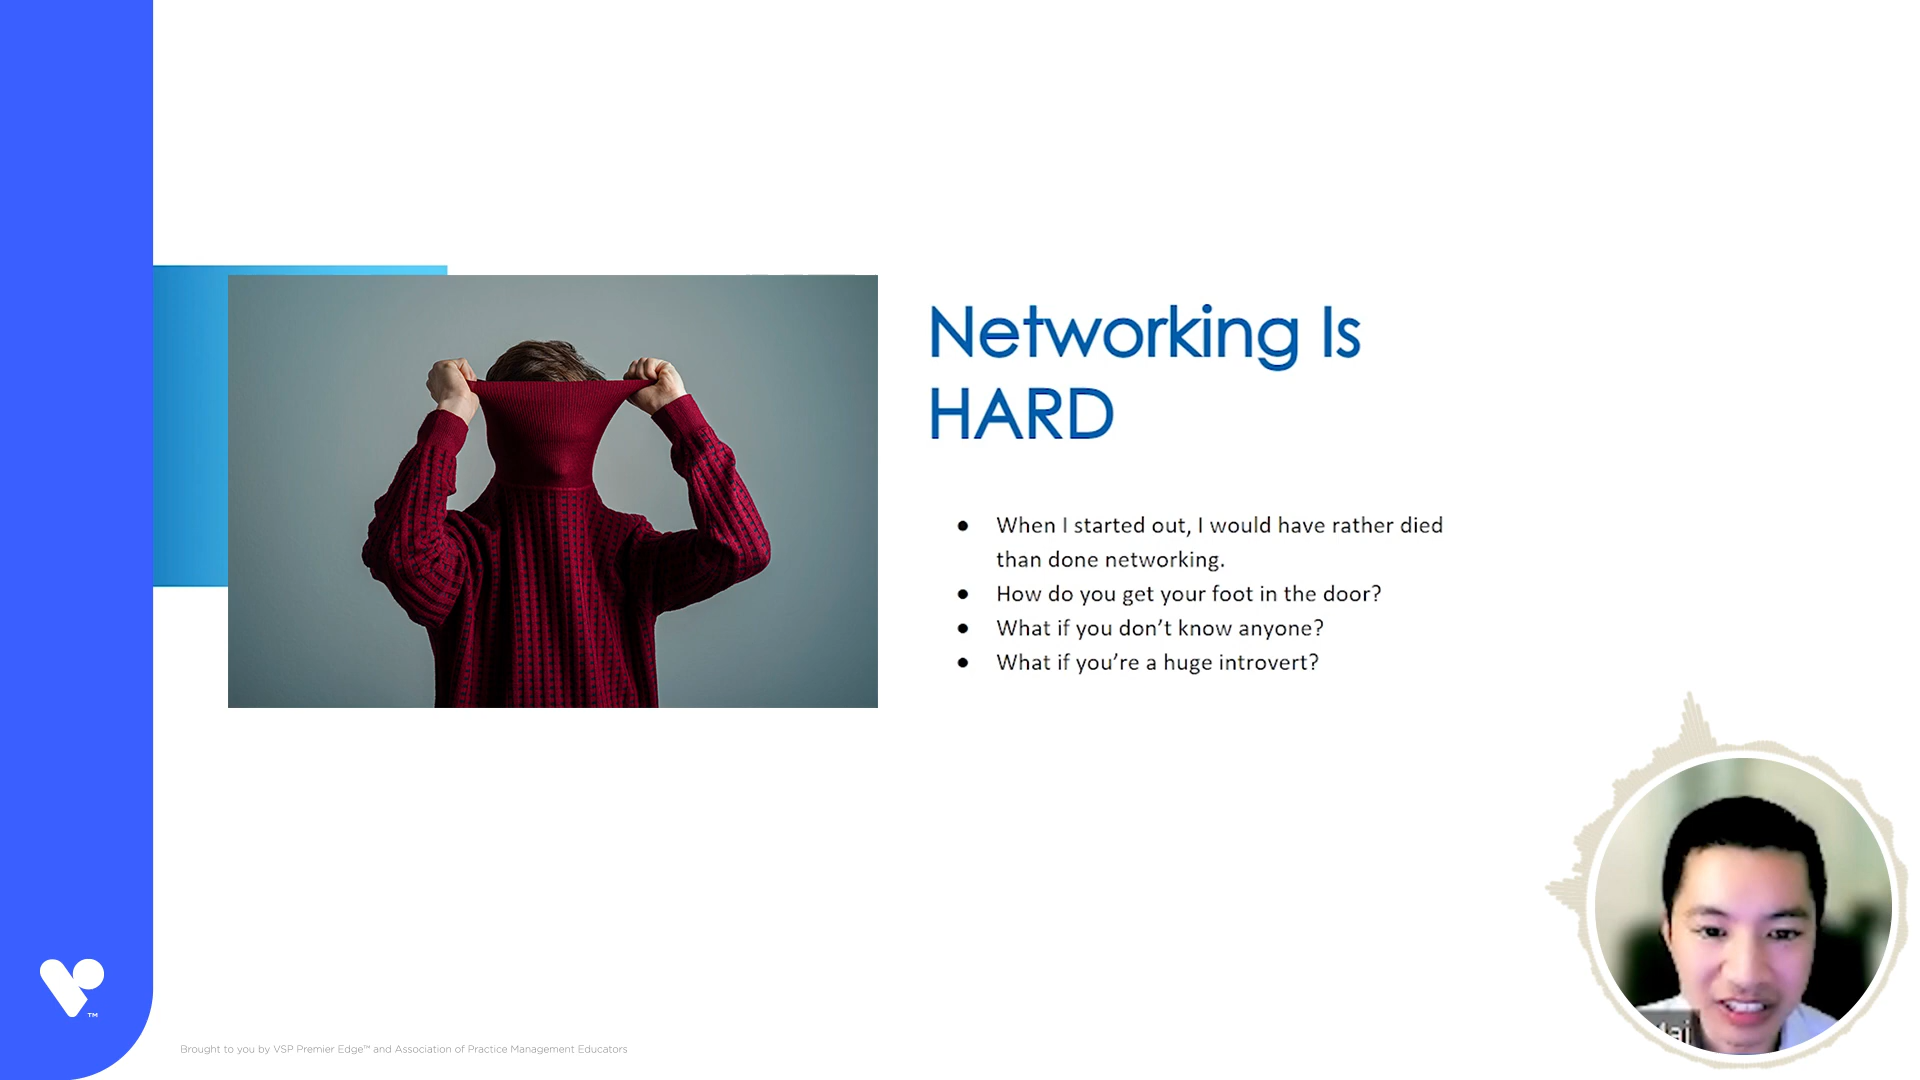 Networking Is
HARD
● When I started out, I would have rather died
than done networking.
● How do you get your foot in the door?
● What if you don’t know anyone?
● What if you’re a huge introvert?
TM
Brought to you by VSP Premier Edge™ and Association of Practice Management Educators